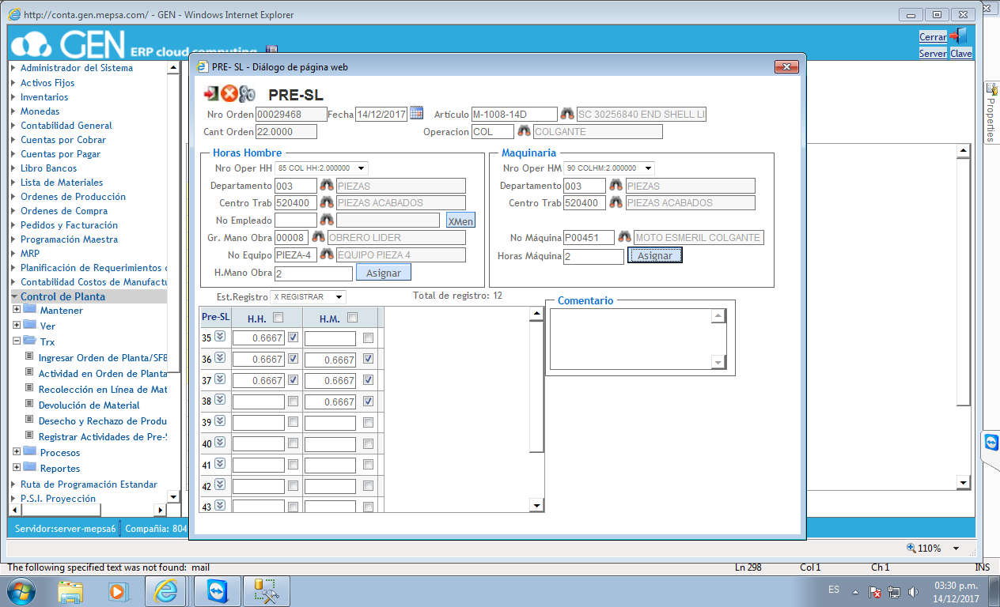 http://conta.gen.mepsa.com/ - GEN - Windows Internet Explorer
GEN ERP cloud computing
Cerrar
Server Clave
Administrador del Sistema
Activos Fijos
Inventarios
Monedas
Contabilidad General
Cuentas por Cobrar
Cuentas por Pagar
Libro Bancos
Lista de Materiales
Ordenes de Producción
Ordenes de Compra
Pedidos y Facturación
Programación Maestra
MRP
Planificación de Requerimientos
Contabilidad Costos de Manufactu
Control de Planta
Mantener
Ver
Trx
Ingresar Orden de Planta/SFB
Actividad en Orden de Planta
Recolección en Línea de Mat
Devolución de Material
Desecho y Rechazo de Produ
Registrar Actividades de Pre-S
Procesos
Reportes
Ruta de Programación Estandar
P.S.I. Proyección
Servidor:server-mepsa6 Compañia: 804
PRE- SL - Diálogo de página web
PRE-SL
Nro Orden 00029468 Fecha 14/12/2017 Artículo M-1008-14D SC 30256840 END SHELL LI
Cant Orden 22.0000 Operacion COL COLGANTE
Horas Hombre
Nro Oper HH 85 COL HH:2.000000
Departamento 003 PIEZAS
Centro Trab 520400 PIEZAS ACABADOS
No Empleado XMen
Gr. Mano Obra 00008 OBRERO LIDER
No Equipo PIEZA-4 EQUIPO PIEZA 4
H.Mano Obra 2 Asignar
Maquinaria
Nro Oper HM 90 COLHM:2.000000
Departamento 003 PIEZAS
Centro Trab 520400 PIEZAS ACABADOS
No Máquina P00451 MOTO ESMERIL COLGANTE
Horas Máquina 2 Asignar
Est.Registro X REGISTRAR Total de registro: 12
Pre-SL H.H. H.M.
35 0.6667
36 0.6667 0.6667
37 0.6667 0.6667
38 0.6667
39
40
41
42
43
Comentario
Properties
110%
The following specified text was not found: mail Ln 298 Col 1 Ch 1 INS
ES 03:30 p.m.
14/12/2017